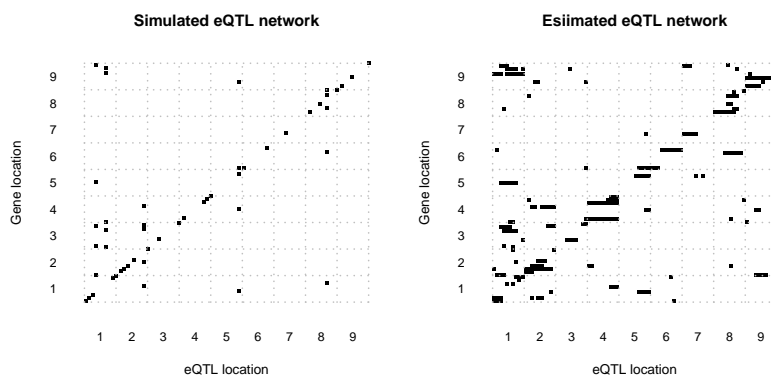 Simulated eQTL network
Esiimated eQTL network
Gene location
9
8
7
6
5
4
3
2
1
1 2 3 4 5 6 7 8 9
eQTL location
Gene location
9
8
7
6
5
4
3
2
1
1 2 3 4 5 6 7 8 9
eQTL location